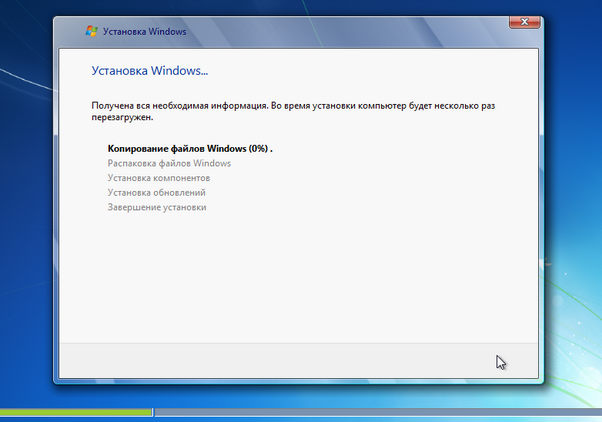 Установка Windows
Установка Windows...
Получена вся необходимая информация. Во время установки компьютер будет несколько раз
перезагружен.
Копирование файлов Windows (0%) .
Распаковка файлов Windows
Установка компонентов
Установка обновлений
Завершение установки